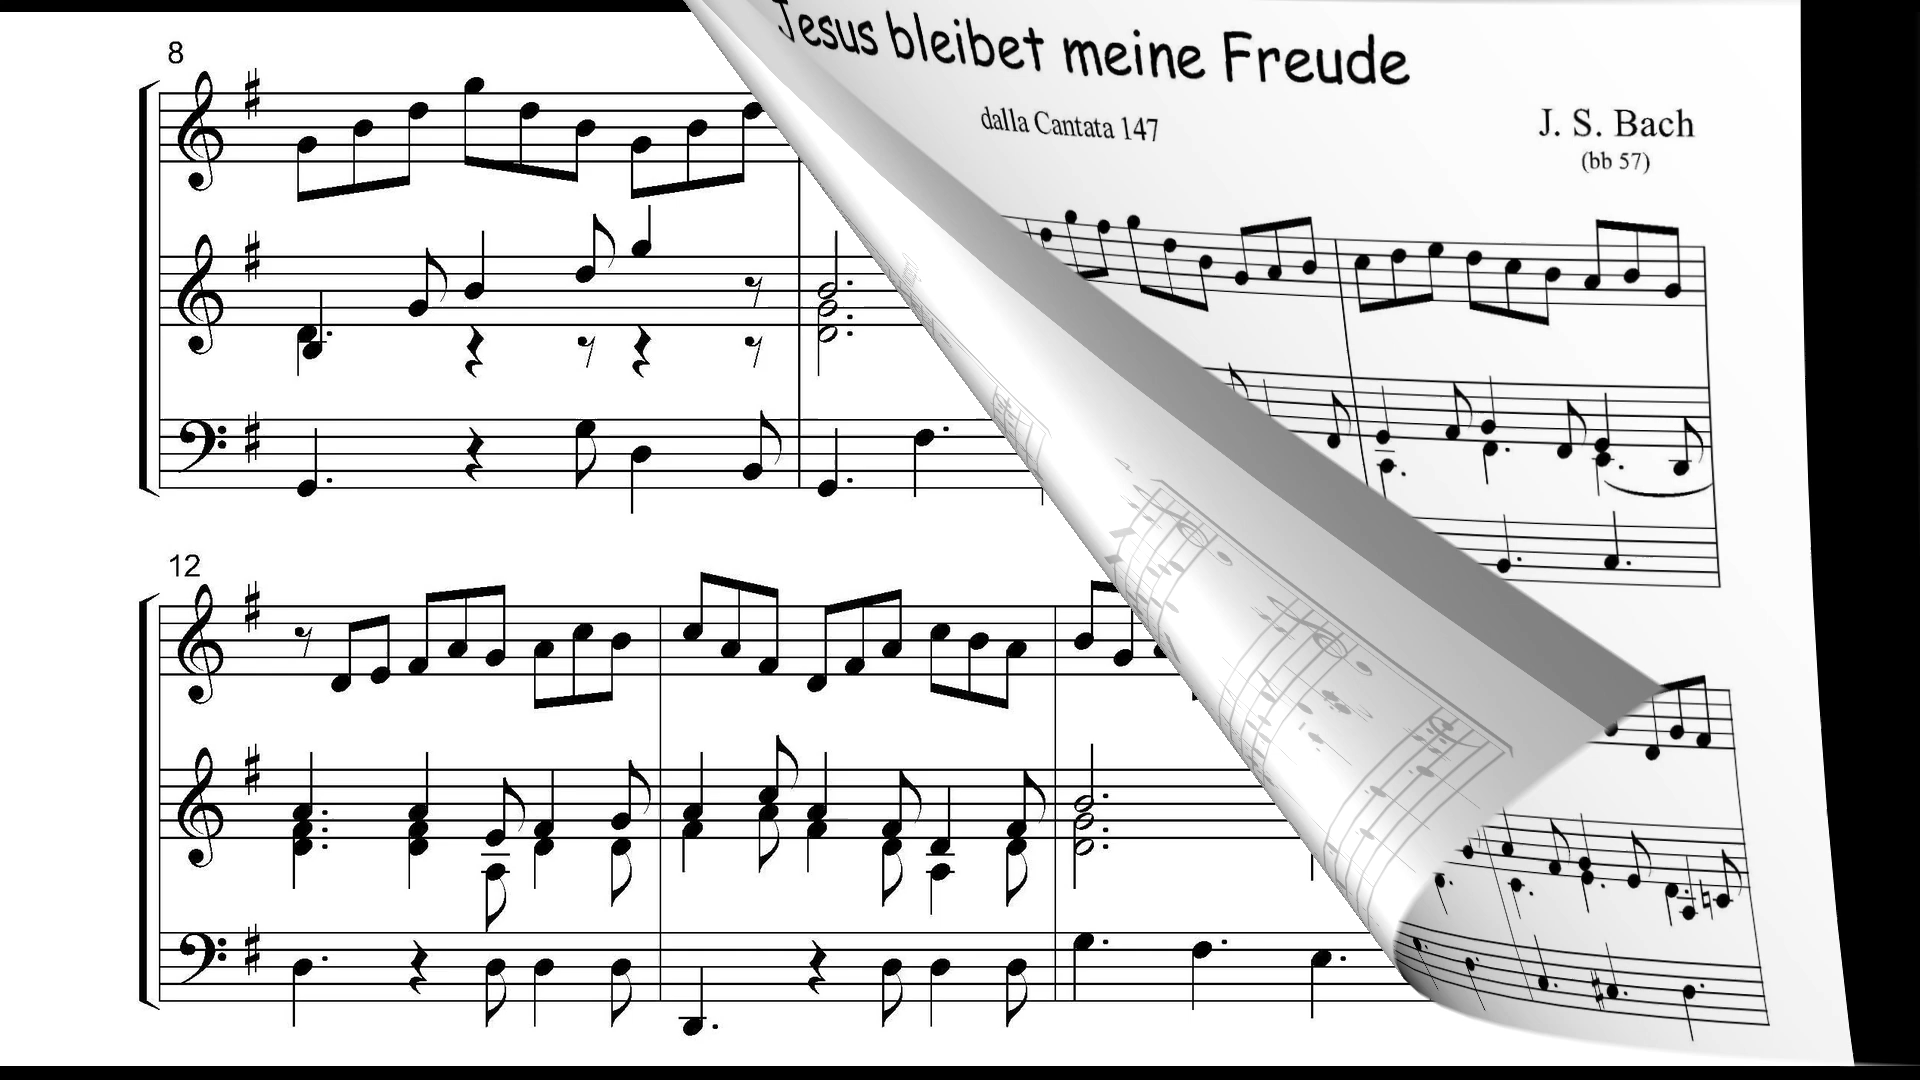 Jesus bleibet meine Freude
dalla Cantata 147
J. S. Bach
(bb 57)
8
12